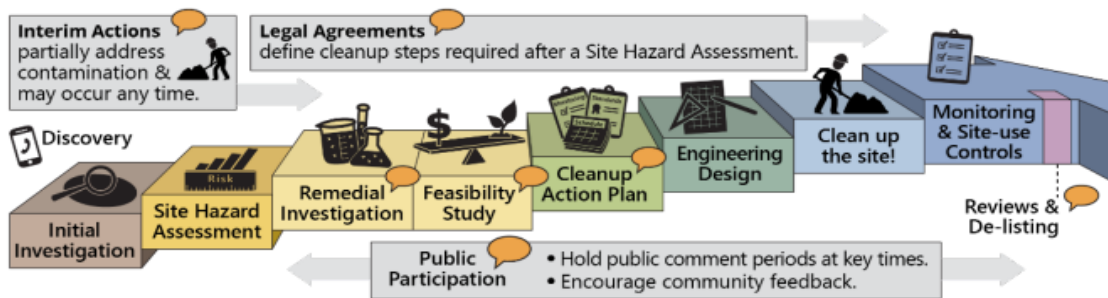 Interim Actions
partially address
contamination &
may occur any time.
Legal Agreements
define cleanup steps required after a Site Hazard Assessment.
Discovery
Initial
Investigation
Risk
Site Hazard
Assessment
Remedial
Investigation
$
Feasibility
Study
Monitoring
Standards
Schedule
Cleanup
Action Plan
Engineering
Design
Clean up
the site!
Monitoring
& Site-use
Controls
Reviews &
De-listing
Public
Participation
• Hold public comment periods at key times.
• Encourage community feedback.